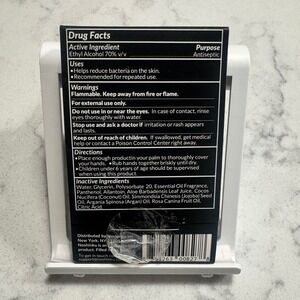 Drug Facts
Active Ingredient Purpose
Ethyl Alcohol 70% v/v Antiseptic
Uses
•Helps reduce bacteria on the skin.
•Recommended for repeated use.
Warnings
Flammable. Keep away from fire or flame.
For external use only.
Do not use in or near the eyes. In case of contact, rinse
eyes thoroughly with water.
Stop use and ask a doctor if irritation or rash appears
and lasts.
Keep out of reach of children. If swallowed, get medical
help or contact a Poison Control Center right away.
Directions
•Place enough product in your palm to thoroughly cover
your hands. •Rub hands together briskly until dry.
•Children under 6 years of age should be supervised
when using this product.
Inactive Ingredients
Water, Glycerin, Polysorbate 20, Essential Oil Fragrance,
Panthenol, Allantoin, Aloe Barbadensis Leaf Juice, Cocos
Nucifera (Coconut) Oil, Simmondsia Chinesis (Jojoba) Seed
Oil, Argania Spinosa (Argan) Oil, Rosa Canina Fruit Oil,
Citric Acid.
Distributed by
New York, NY
product. Filled
To get in touch